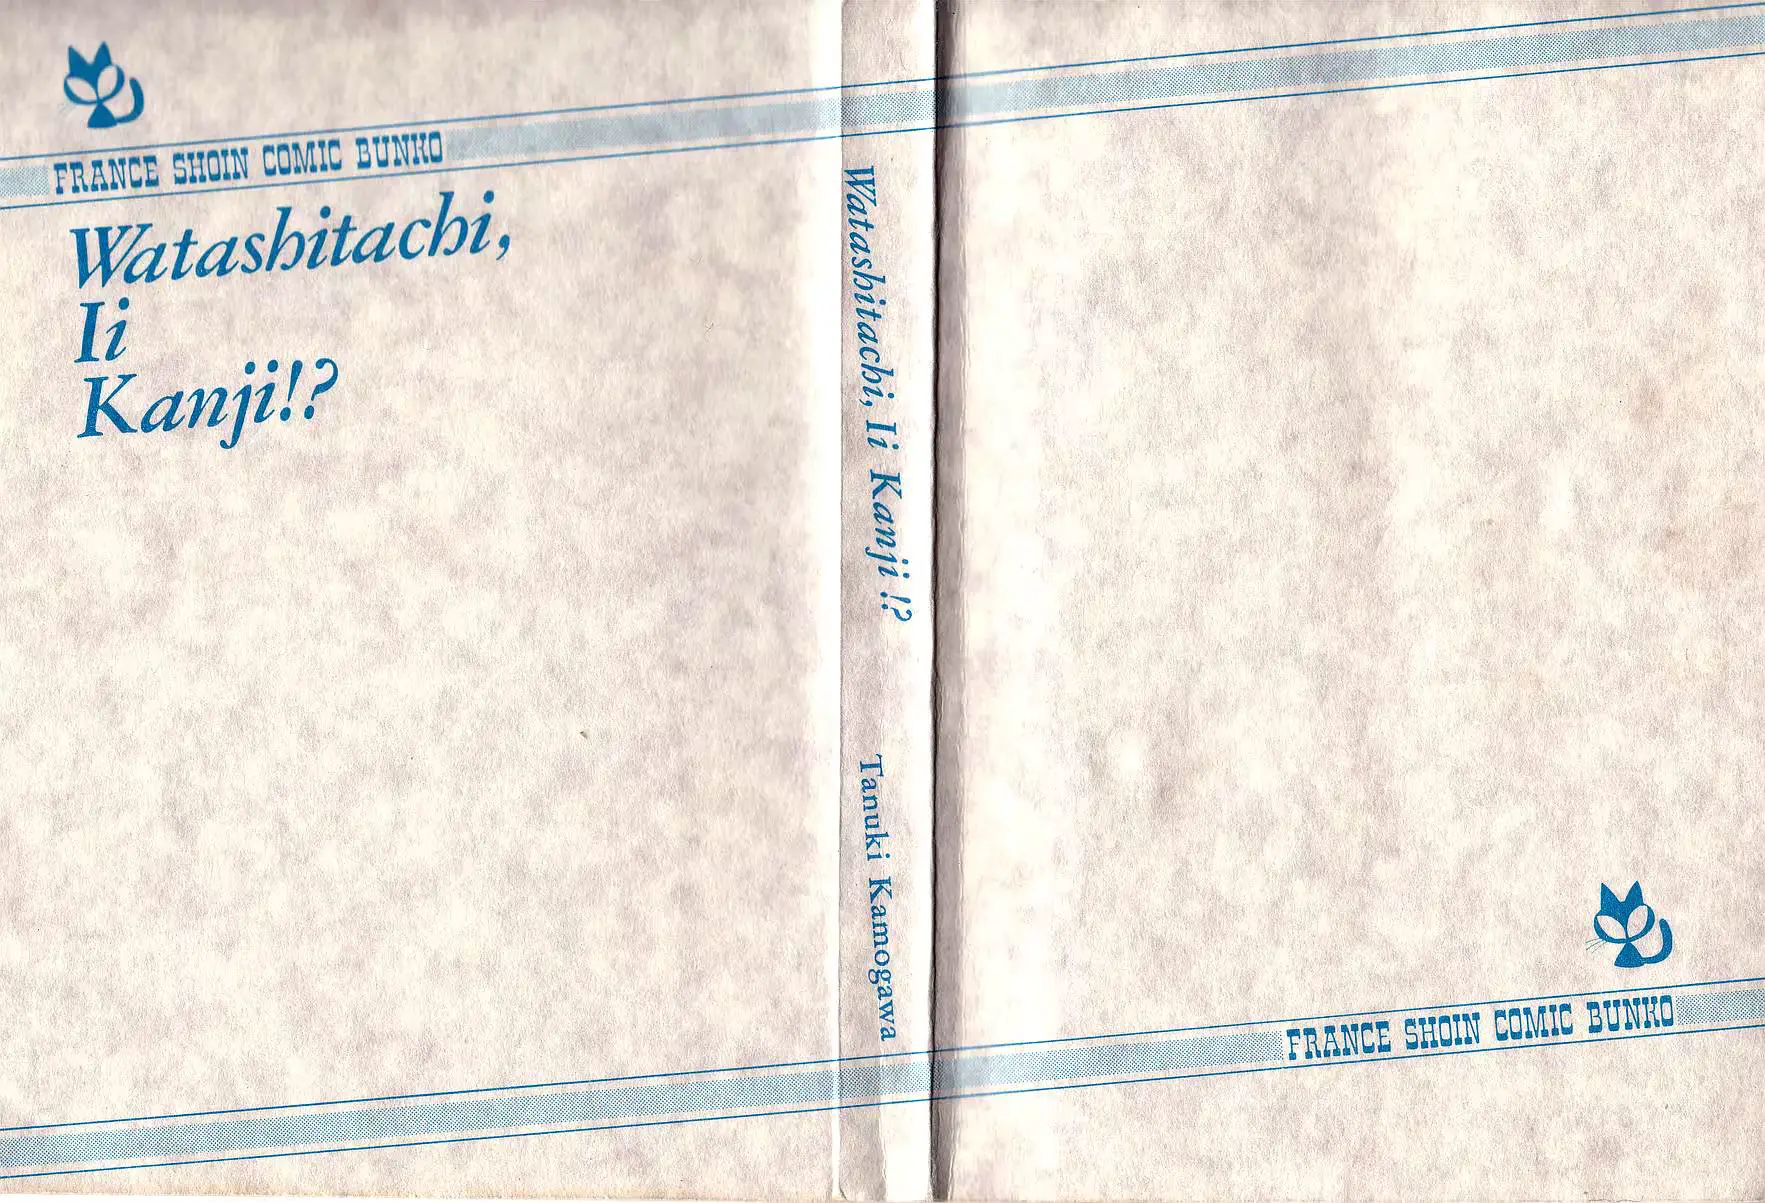 FRANCE SHOIN COMIC BUNKO
Watashitachi,
Ii
Kanji!?
Watashitachi, Ii Kanji !?
Tanuki Kamogawa
FRANCE SHOIN COMIC BUNKO